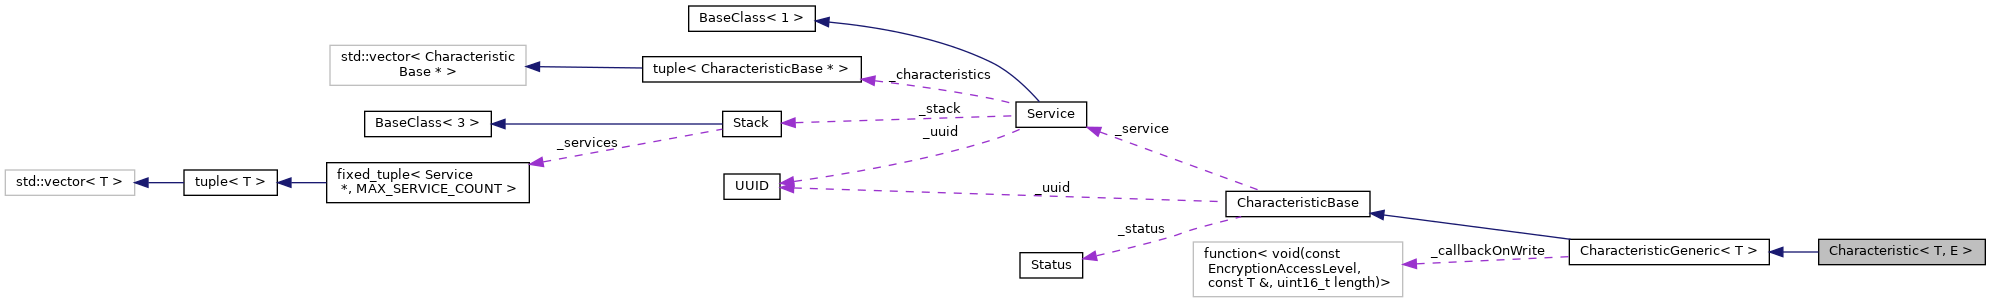 BaseClass< 1 >
std::vector< Characteristic
Base * >
tuple< CharacteristicBase * >
_characteristics
BaseClass< 3 >
Stack
_stack
Service
_uuid
_service
_services
std::vector< T >
tuple< T >
fixed_tuple< Service
*, MAX_SERVICE_COUNT >
UUID
_uuid
CharacteristicBase
_status
Status
function< void(const
EncryptionAccessLevel,
const T &, uint16_t length)>
_callbackOnWrite
CharacteristicGeneric< T >
Characteristic< T, E >